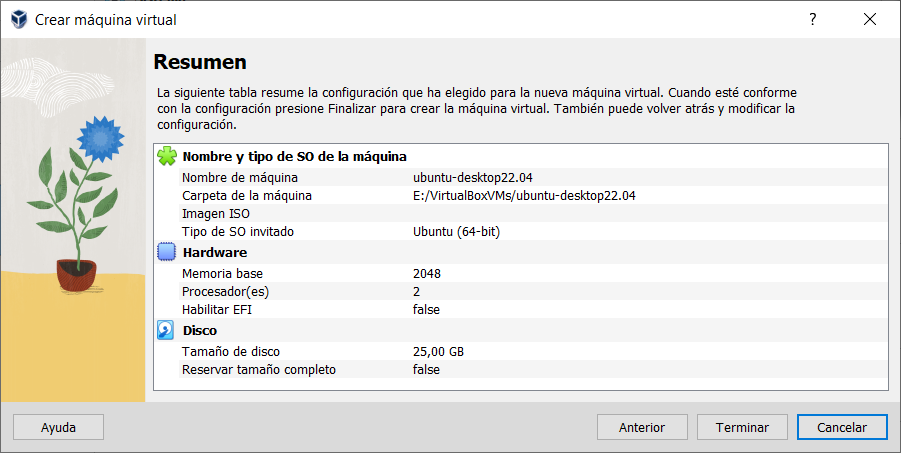 Crear máquina virtual
?
Resumen
La siguiente tabla resume la configuración que ha elegido para la nueva máquina virtual. Cuando esté conforme
con la configuración presione Finalizar para crear la máquina virtual. También puede volver atrás y modificar la
configuración.
Nombre y tipo de SO de la máquina
Nombre de máquina ubuntu-desktop22.04
Carpeta de la máquina E:/VirtualBoxVMs/ubuntu-desktop22.04
Imagen ISO
Tipo de SO invitado Ubuntu (64-bit)
Hardware
Memoria base 2048
Procesador(es) 2
Habilitar EFI false
Disco
Tamaño de disco 25,00 GB
Reservar tamaño completo false
Ayuda Anterior Terminar Cancelar